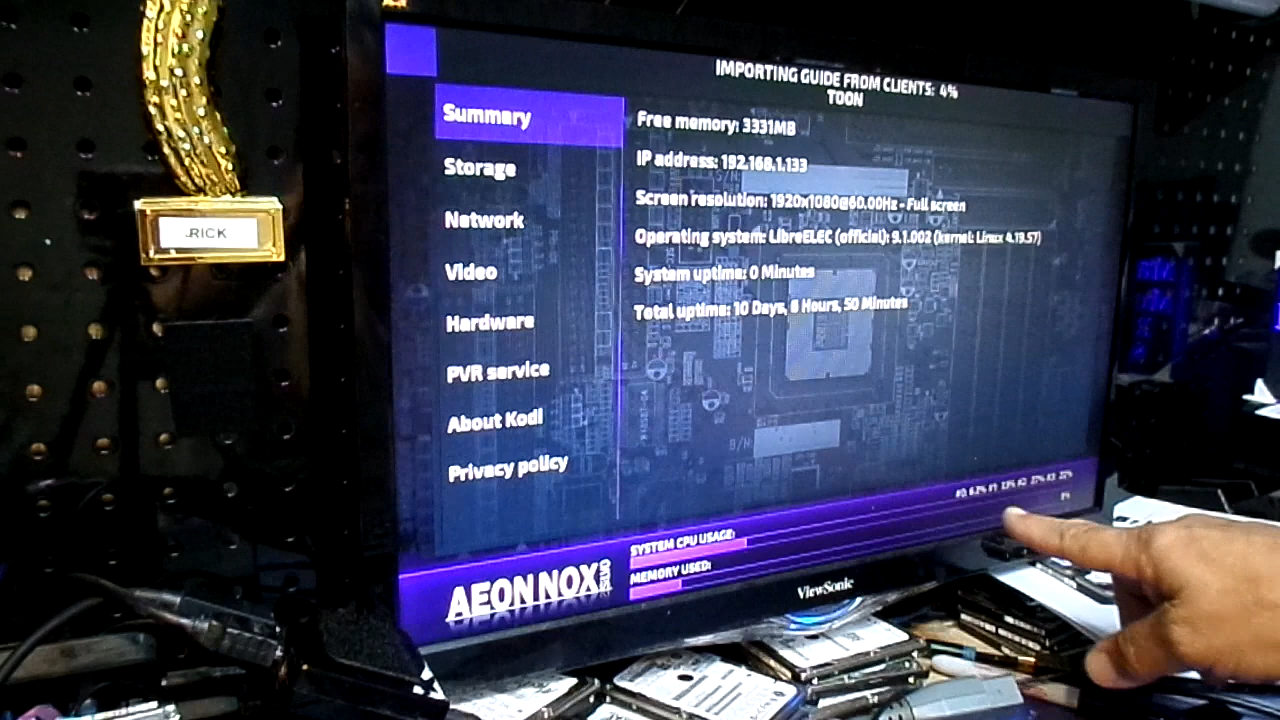 .RICK
IMPORTING GUIDE FROM CLIENTS: 4%
TOON
Summary
Storage
Network
Video
Hardware
PVR service
About Kodi
Privacy policy
Free memory: 3331MB
IP address: 192.168.1.133
Screen resolution: 1920x1080@60.00Hz - Full screen
Operating system: LibreELEC (official): 9.1.002 (kernel: Linux 4.19.57)
System uptime: 0 Minutes
Total uptime: 10 Days, 8 Hours, 50 Minutes
S/N
B/N:
SYSTEM CPU USAGE:
MEMORY USED:
AEON NOX SILVO
ViewSonic